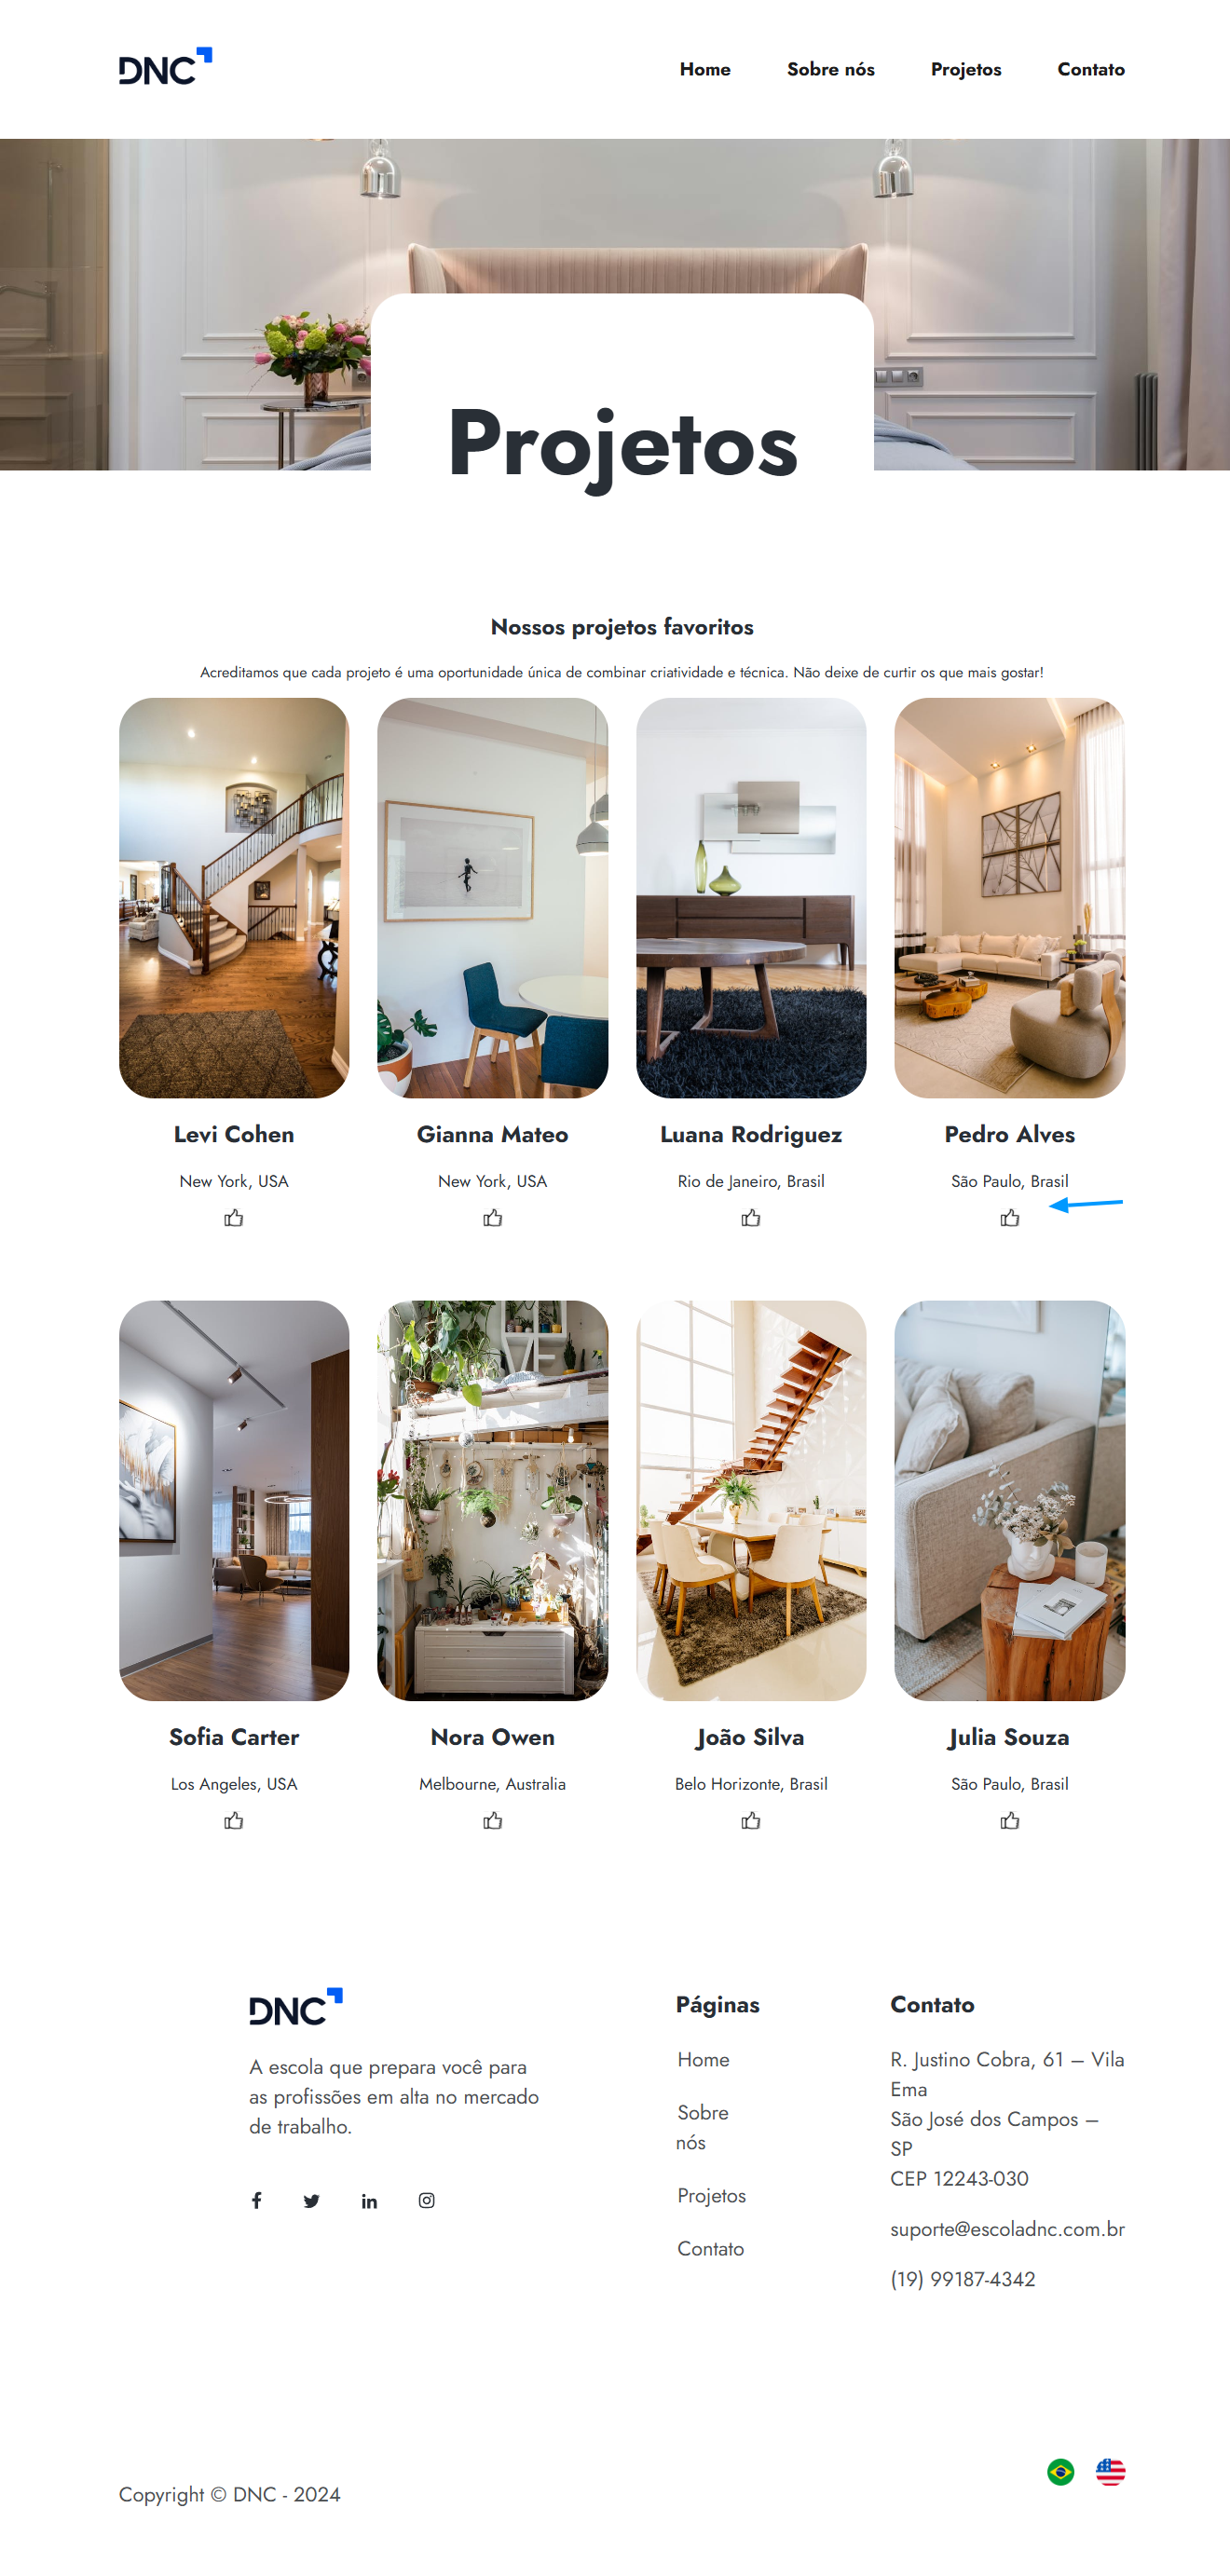 DNC
Home Sobre nós Projetos Contato
Projetos
Nossos projetos favoritos
Acreditamos que cada projeto é uma oportunidade única de combinar criatividade e técnica. Não deixe de curtir os que mais gostar!
Levi Cohen
New York, USA
Gianna Mateo
New York, USA
Luana Rodriguez
Rio de Janeiro, Brasil
Pedro Alves
São Paulo, Brasil
Sofia Carter
Los Angeles, USA
Nora Owen
Melbourne, Australia
João Silva
Belo Horizonte, Brasil
Julia Souza
São Paulo, Brasil
DNC
A escola que prepara você para
as profissões em alta no mercado
de trabalho.
Páginas
Home
Sobre
nós
Projetos
Contato
Contato
R. Justino Cobra, 61 – Vila
Ema
São José dos Campos –
SP
CEP 12243-030
suporte@escoladnc.com.br
(19) 99187-4342
Copyright © DNC - 2024